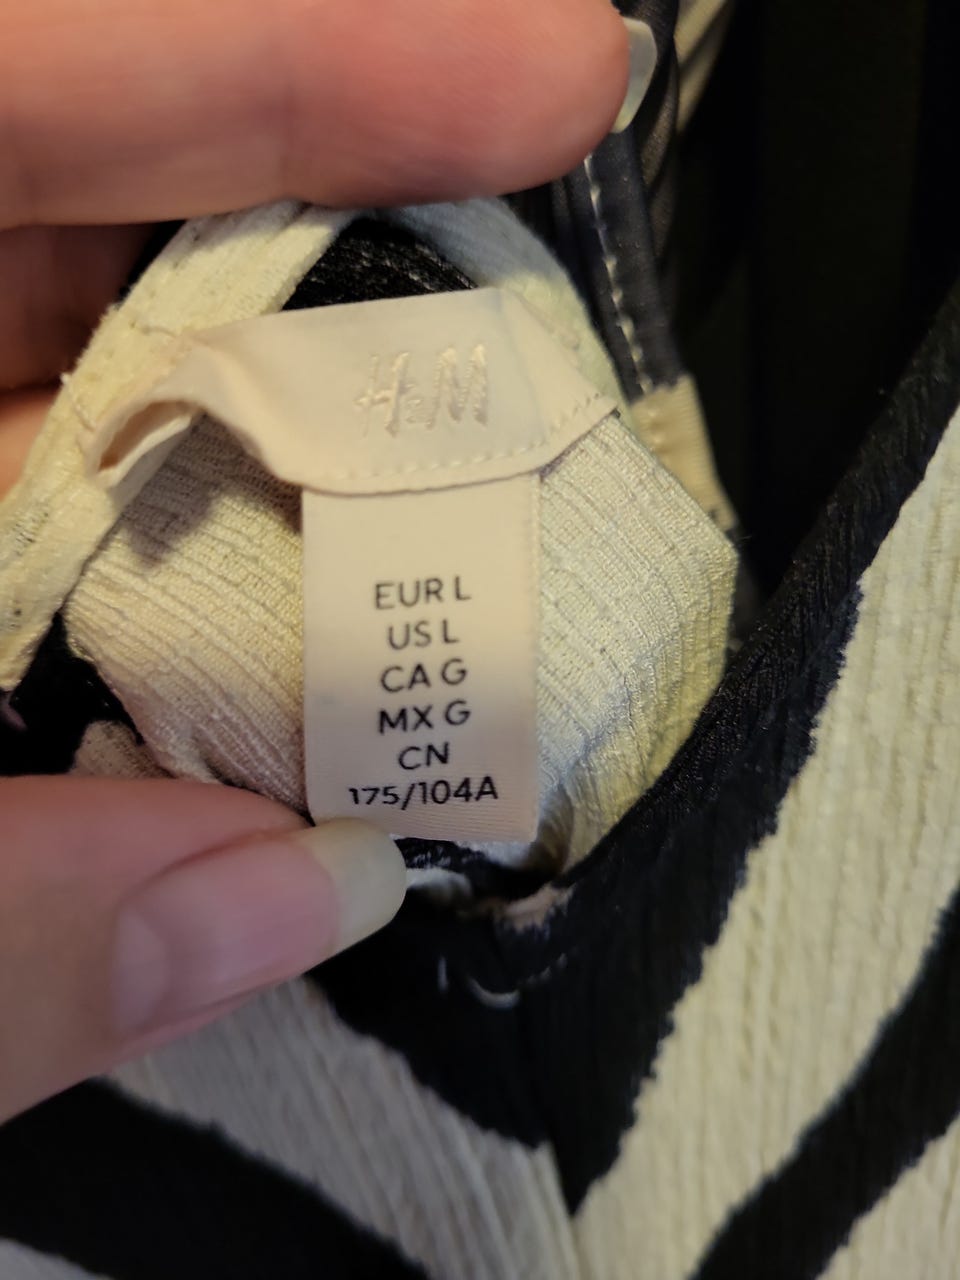 H&M
EUR L
US L
CA G
MX G
CN
175/104A